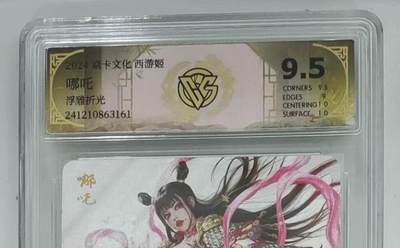 2024 卡文化 西游姬
哪吒
浮雕折光
241210863161
9.5
CORNERS 9.5
EDGES 9
CENTERING 10
SURFACE 10
哪吒